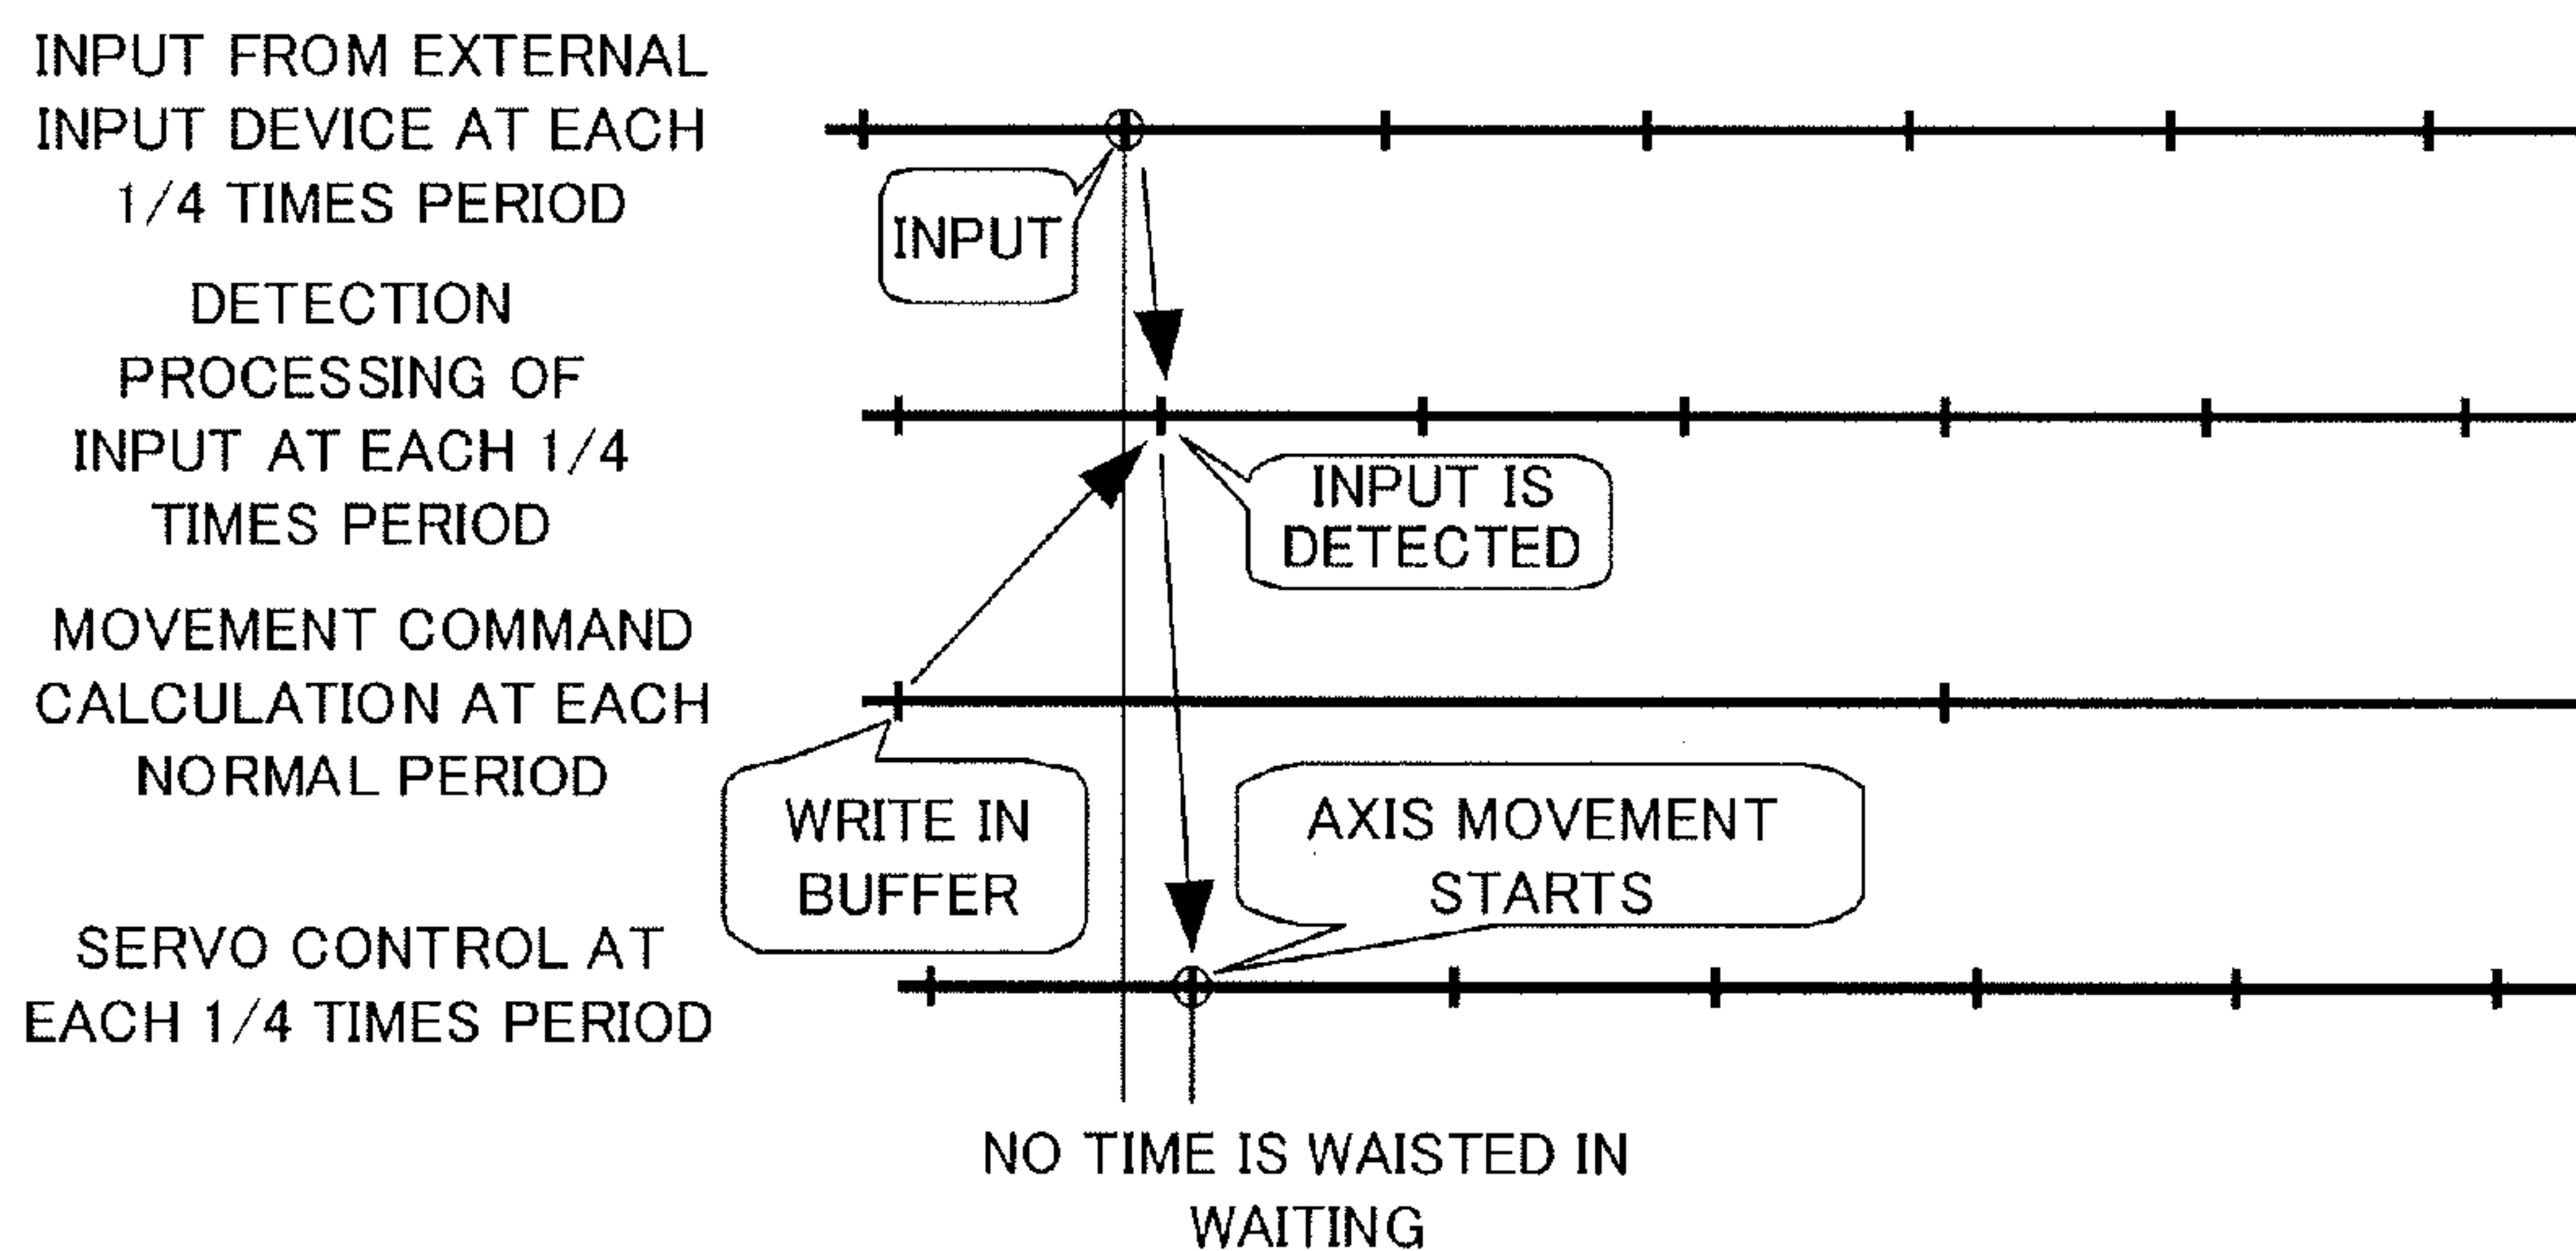 INPUT FROM EXTERNAL
INPUT DEVICE AT EACH
1/4 TIMES PERIOD
INPUT
DETECTION
PROCESSING OF
INPUT AT EACH 1/4
TIMES PERIOD
INPUT IS
DETECTED
MOVEMENT COMMAND
CALCULATION AT EACH
NORMAL PERIOD
WRITE IN
BUFFER
AXIS MOVEMENT
STARTS
SERVO CONTROL AT
EACH 1/4 TIMES PERIOD
NO TIME IS WAISTED IN
WAITING